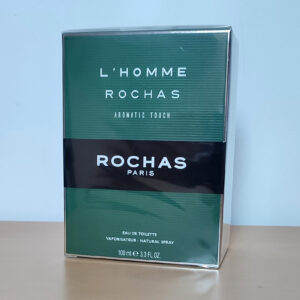 L'HOMME
ROCHAS
AROMATIC TOUCH
ROCHAS
PARIS
EAU DE TOILETTE
VAPORISATEUR · NATURAL SPRAY
100 ml ℮ 3.3 FL.OZ.